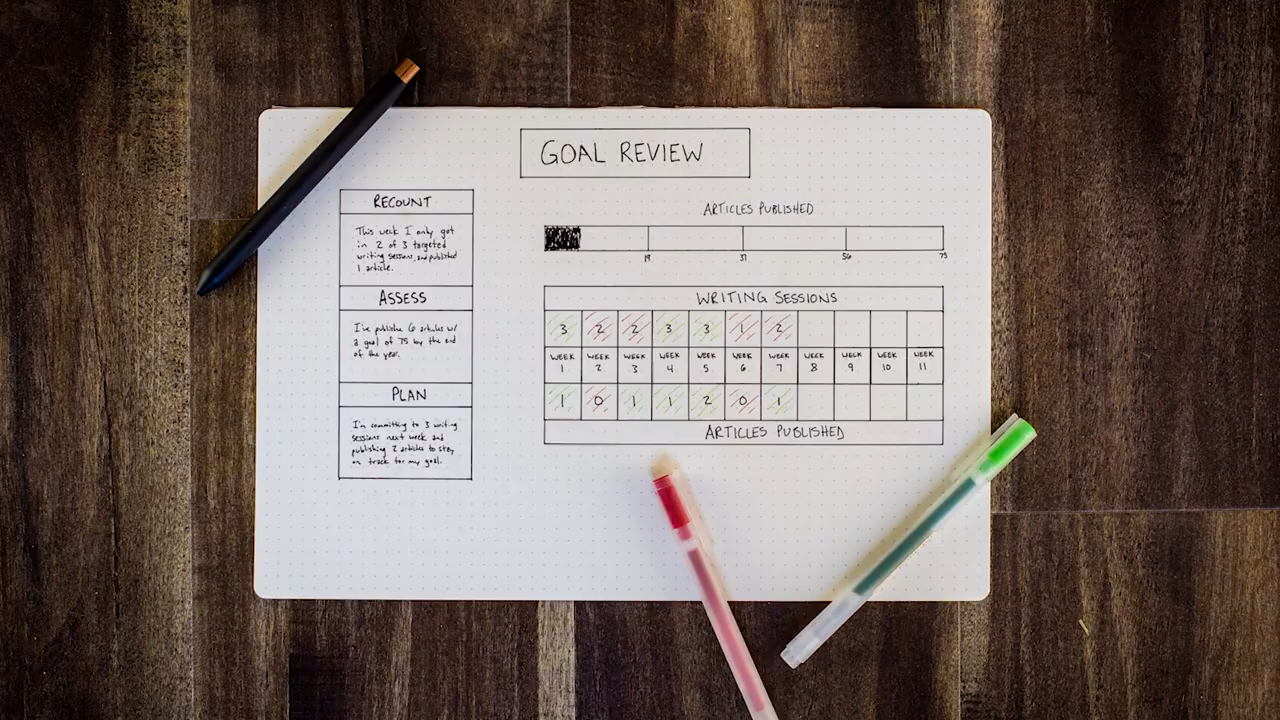 GOAL REVIEW
RECOUNT
This week I only got
in 2 of 3 targeted
writing sessions, and published
1 article.
ASSESS
I've publishe 6 articles w/
a goal of 75 by the end
of the year.
PLAN
I'm committing to 3 writing
sessions next week and
publishing 2 articles to stay
on track for my goal.
ARTICLES PUBLISHED
19 37 56 75
WRITING SESSIONS
3 2 2 3 3 1 2
WEEK WEEK WEEK WEEK WEEK WEEK WEEK WEEK WEEK WEEK WEEK
1 2 3 4 5 6 7 8 9 10 11
1 0 1 1 2 0 1
ARTICLES PUBLISHED